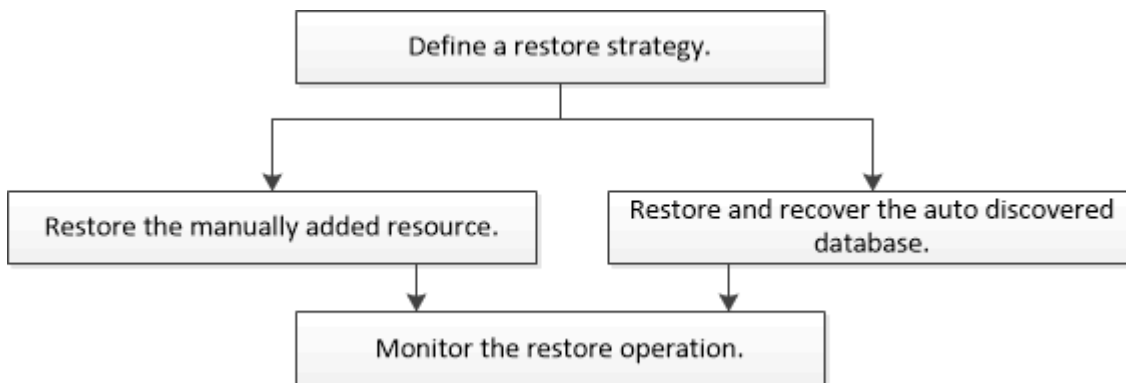 Define a restore strategy.
Restore the manually added resource.
Restore and recover the auto discovered
database.
Monitor the restore operation.